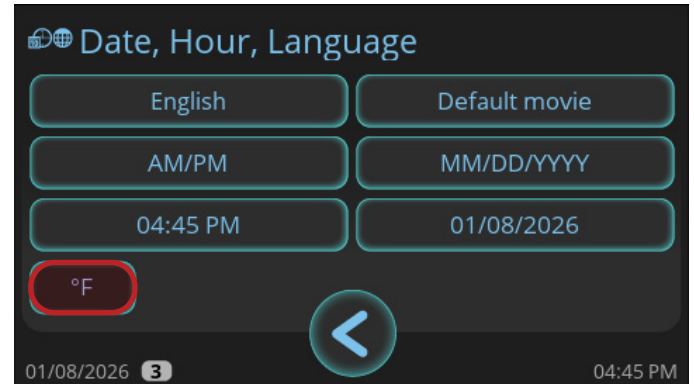 Date, Hour, Language
English Default movie
AM/PM MM/DD/YYYY
04:45 PM 01/08/2026
°F
01/08/2026 3 04:45 PM